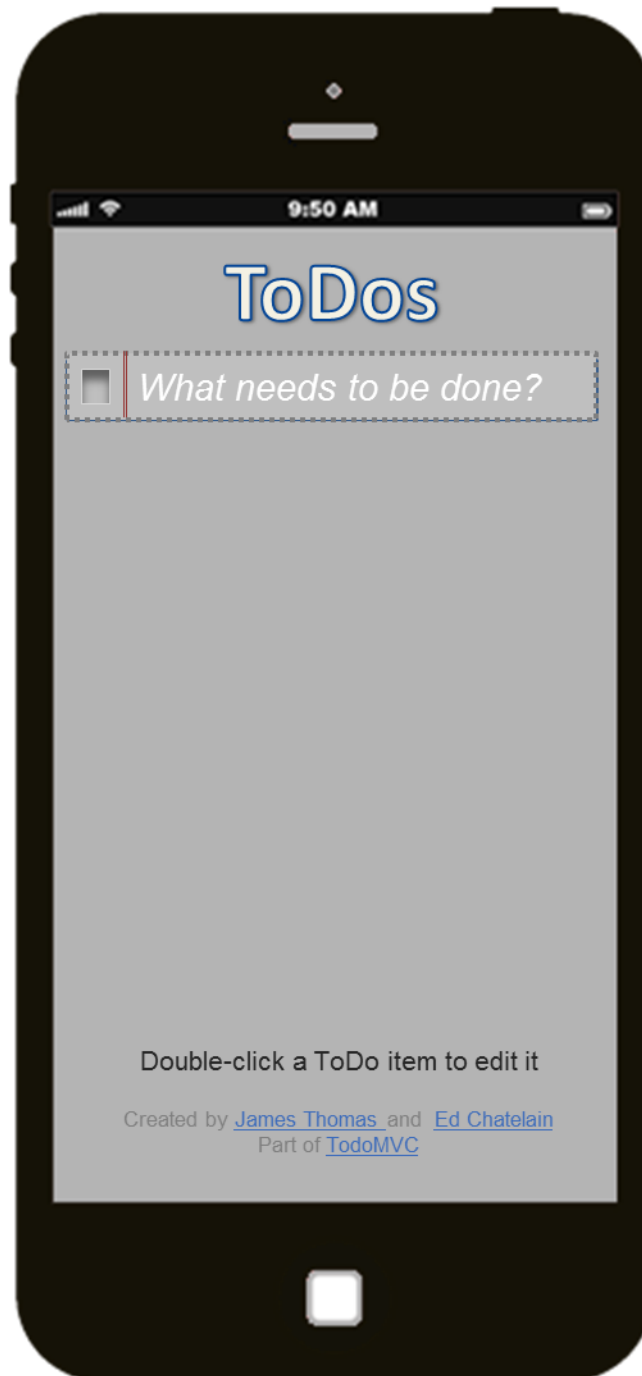 9:50 AM
ToDos
What needs to be done?
Double-click a ToDo item to edit it
Created by James Thomas and Ed Chatelain
Part of TodoMVC